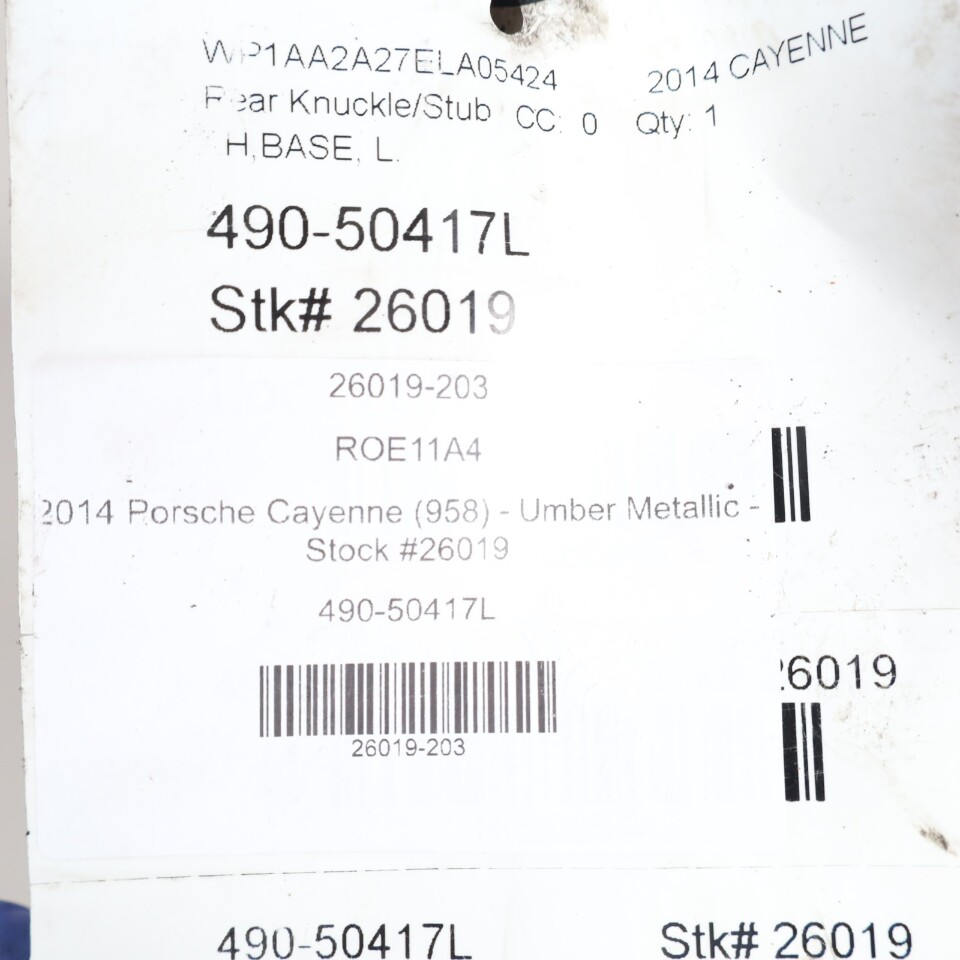 WP1AA2A27ELA05424 2014 CAYENNE
Rear Knuckle/Stub CC: 0 Qty: 1
H,BASE, L.
490-50417L
Stk# 26019
26019-203
ROE11A4
2014 Porsche Cayenne (958) - Umber Metallic -
Stock #26019
490-50417L
26019
26019-203
490-50417L Stk# 26019